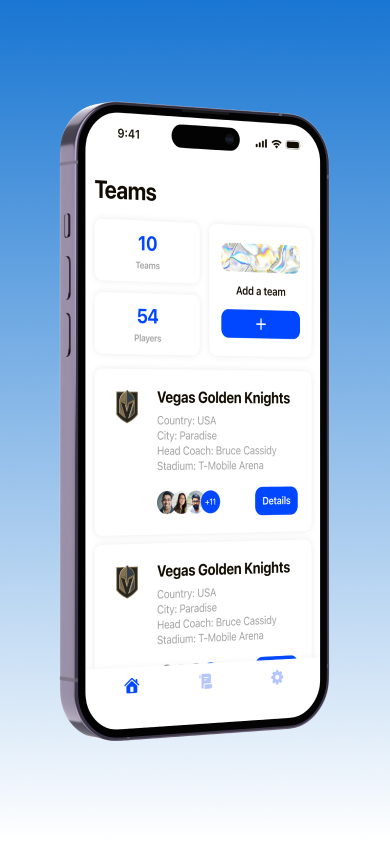 9:41
Teams
10
Teams
54
Players
Add a team
+
Vegas Golden Knights
Country: USA
City: Paradise
Head Coach: Bruce Cassidy
Stadium: T-Mobile Arena
+11
Details
Vegas Golden Knights
Country: USA
City: Paradise
Head Coach: Bruce Cassidy
Stadium: T-Mobile Arena